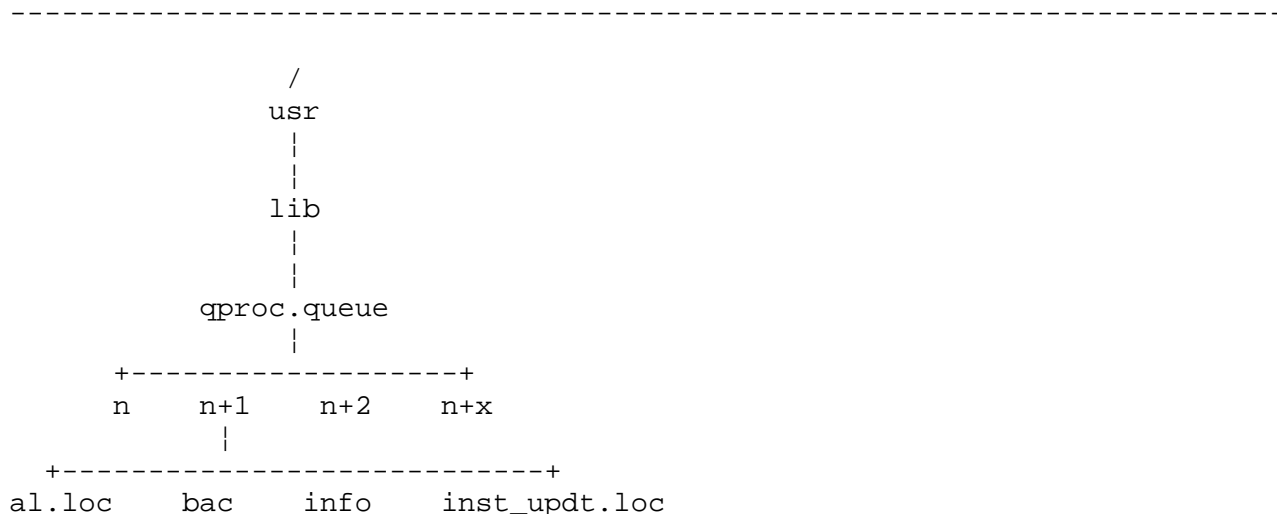 /
usr
¦
¦
lib
¦
¦
qproc.queue
¦
+-------------------+
n n+1 n+2 n+x
¦
+----------------------------+
al.loc bac info inst_updt.loc